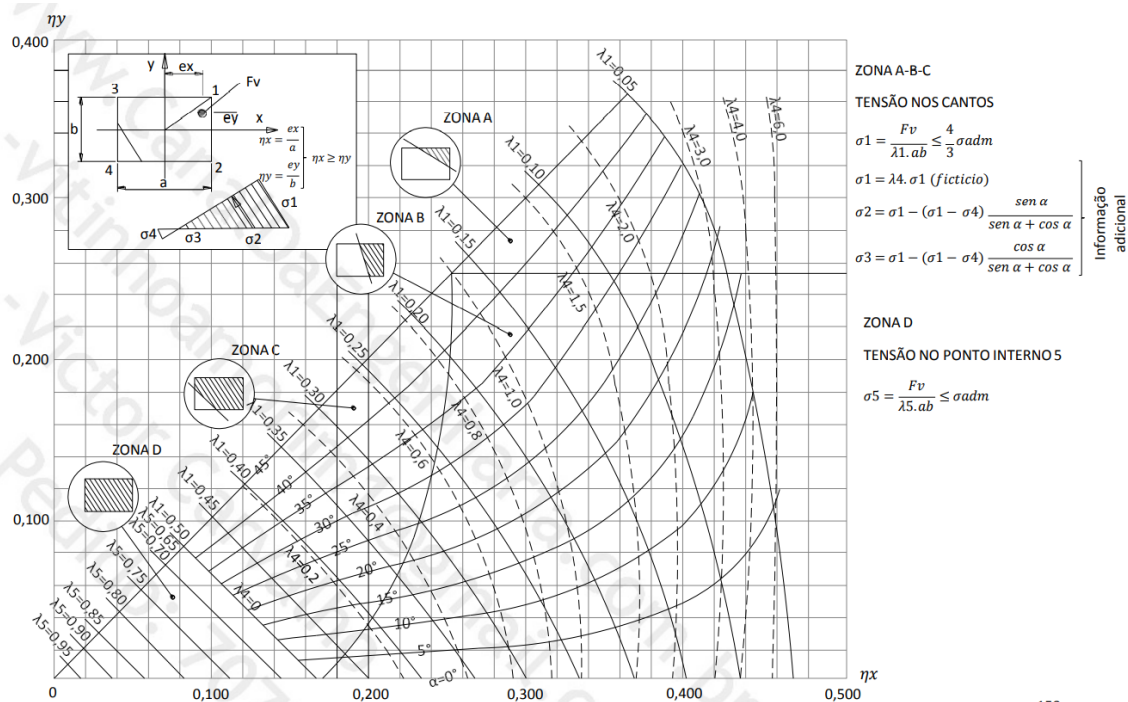 ηy
0,400
0,300
0,200
0,100
0
0,100
0,200
0,300
0,400
0,500
ηx
y
ex
Fv
3
1
ey
x
b
4
2
a
ηx = ex/a
ηy = ey/b
ηx ≥ ηy
σ1
σ4
σ3
σ2
ZONA A
ZONA B
ZONA C
ZONA D
λ1=0,05
λ1=0,10
λ1=0,15
λ1=0,20
λ1=0,25
λ1=0,30
λ1=0,35
λ1=0,40
λ1=0,45
λ1=0,50
λ5=0,65
λ5=0,70
λ5=0,75
λ5=0,80
λ5=0,85
λ5=0,90
λ5=0,95
λ4=6,0
λ4=4,0
λ4=3,0
λ4=2,0
λ4=1,5
λ4=1,0
λ4=0,8
λ4=0,6
λ4=0,4
λ4=0,2
λ4=0
45°
40°
35°
30°
25°
20°
15°
10°
5°
α=0°
ZONA A-B-C
TENSÃO NOS CANTOS
σ1 = Fv/λ1.ab ≤ 4/3 σadm
σ1 = λ4.σ1 (ficticio)
σ2 = σ1 − (σ1 − σ4) sen α/sen α + cos α
σ3 = σ1 − (σ1 − σ4) cos α/sen α + cos α
Informação
adicional
ZONA D
TENSÃO NO PONTO INTERNO 5
σ5 = Fv/λ5.ab ≤ σadm